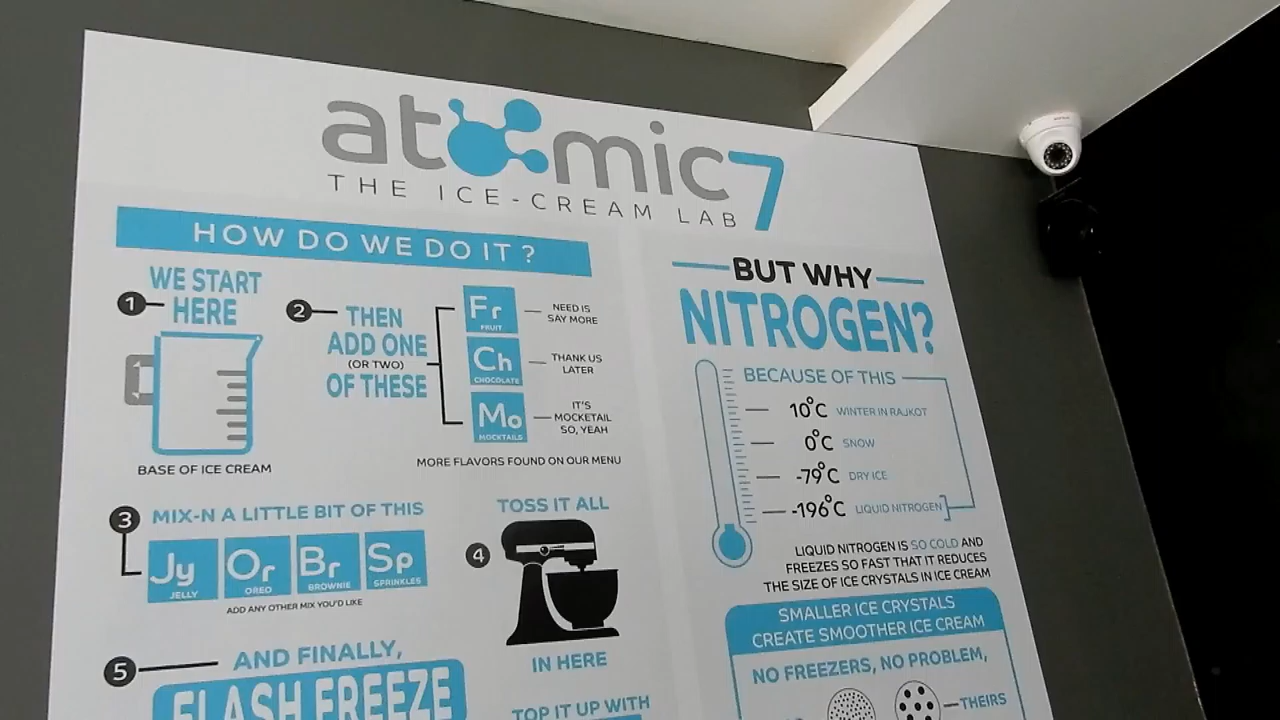 atomic7
THE ICE-CREAM LAB
HOW DO WE DO IT ?
1
WE START
HERE
BASE OF ICE CREAM
2
THEN
ADD ONE
(OR TWO)
OF THESE
Fr
FRUIT
NEED IS
SAY MORE
Ch
CHOCOLATE
THANK US
LATER
Mo
MOCKTAILS
IT'S
MOCKETAIL
SO, YEAH
MORE FLAVORS FOUND ON OUR MENU
3
MIX-N A LITTLE BIT OF THIS
Jy
JELLY
Or
OREO
Br
BROWNIE
Sp
SPRINKLES
ADD ANY OTHER MIX YOU'D LIKE
TOSS IT ALL
4
IN HERE
5
AND FINALLY,
FLASH FREEZE
TOP IT UP WITH
BUT WHY
NITROGEN?
BECAUSE OF THIS
10°C WINTER IN RAJKOT
0°C SNOW
-79°C DRY ICE
-196°C LIQUID NITROGEN
LIQUID NITROGEN IS SO COLD AND
FREEZES SO FAST THAT IT REDUCES
THE SIZE OF ICE CRYSTALS IN ICE CREAM
SMALLER ICE CRYSTALS
CREATE SMOOTHER ICE CREAM
NO FREEZERS, NO PROBLEM,
THEIRS